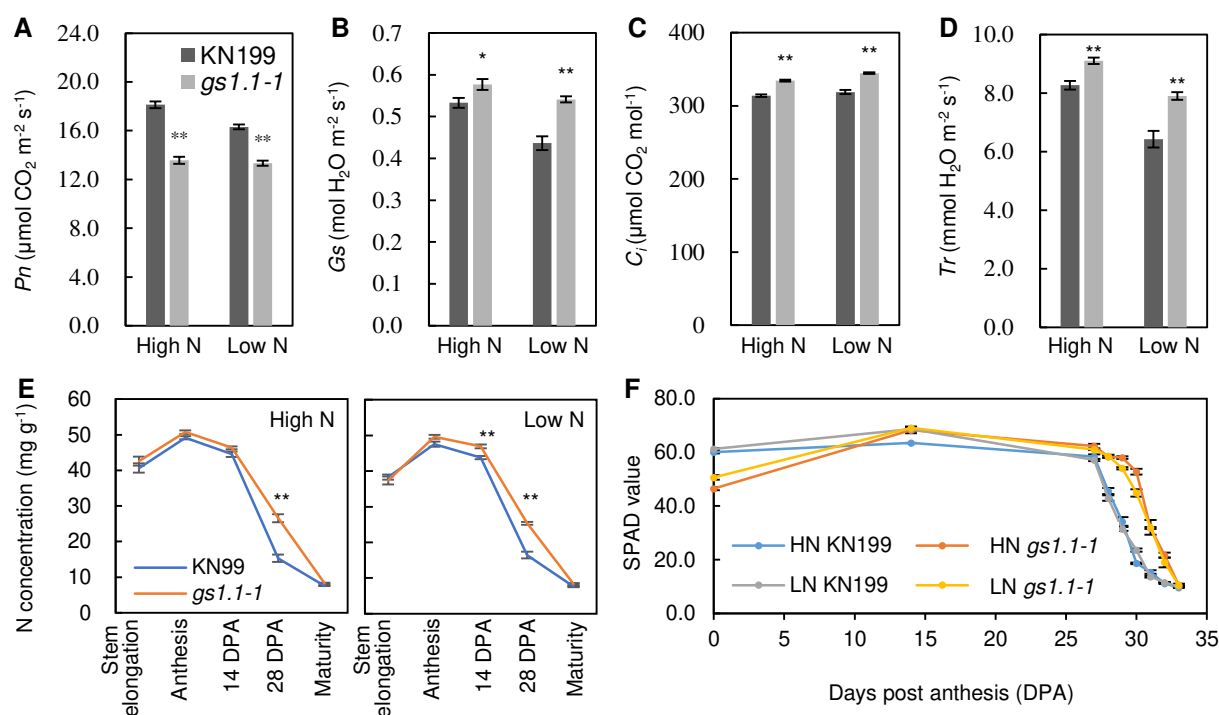 A
Pn (µmol CO2 m-2 s-1)
24.0
20.0
18.0
16.0
12.0
6.0
0.0
KN199
gs1.1-1
**
**
High N
Low N
B
Gs (mol H2O m-2 s-1)
0.7
0.6
0.5
0.4
0.3
0.2
0.1
0.0
*
**
High N
Low N
C
Ci (µmol CO2 mol-1)
400
300
200
100
0
**
**
High N
Low N
D
Tr (mmol H2O m-2 s-1)
10.0
8.0
6.0
4.0
2.0
0.0
**
**
High N
Low N
E
N concentration (mg g-1)
60
50
40
30
20
10
0
High N
**
KN99
gs1.1-1
Stem elongation
Anthesis
14 DPA
28 DPA
Maturity
Low N
**
**
Stem elongation
Anthesis
14 DPA
28 DPA
Maturity
F
SPAD value
80.0
60.0
40.0
20.0
0.0
HN KN199
HN gs1.1-1
LN KN199
LN gs1.1-1
0
5
10
15
20
25
30
35
Days post anthesis (DPA)